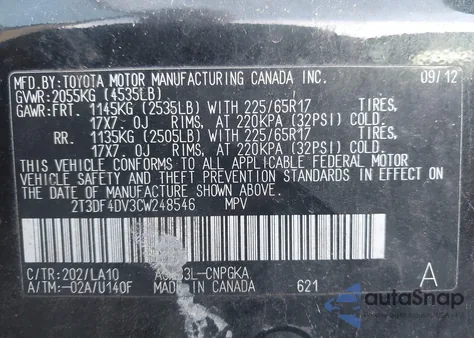 MFD.BY: TOYOTA MOTOR MANUFACTURING CANADA INC. 09/12
GVWR: 2055KG (4535LB)
GAWR: FRT. 1145KG (2535LB) WITH 225/65R17 TIRES,
17X7 OJ RIMS, AT 220KPA (32PSI) COLD.
RR. 1135KG (2505LB) WITH 225/65R17 TIRES,
17X7 OJ RIMS, AT 220KPA (32PSI) COLD.
THIS VEHICLE CONFORMS TO ALL APPLICABLE FEDERAL MOTOR
VEHICLE SAFETY AND THEFT PREVENTION STANDARDS IN EFFECT ON
THE DATE OF MANUFACTURE SHOWN ABOVE.
2T3DF4DV3CW248546 MPV
C/TR: 202/LA10
A/TM: -02A/U140F MADE IN CANADA 621 A
autoSnap
www.autosnap.com